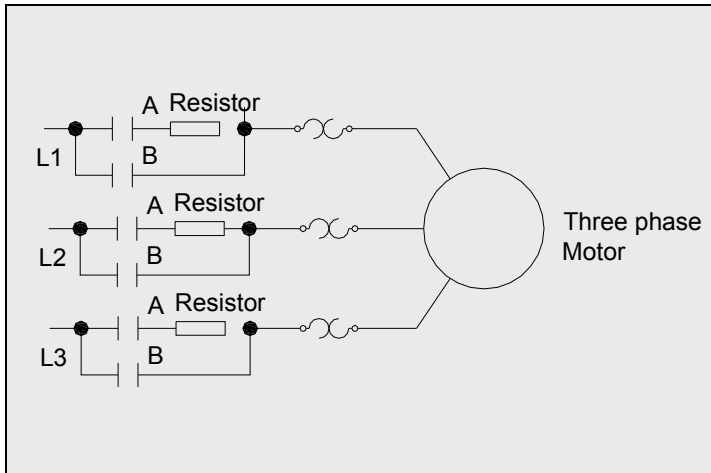 A Resistor
L1
B
A
Resistor
L2
B
Three phase
Motor
A Resistor
L3
B